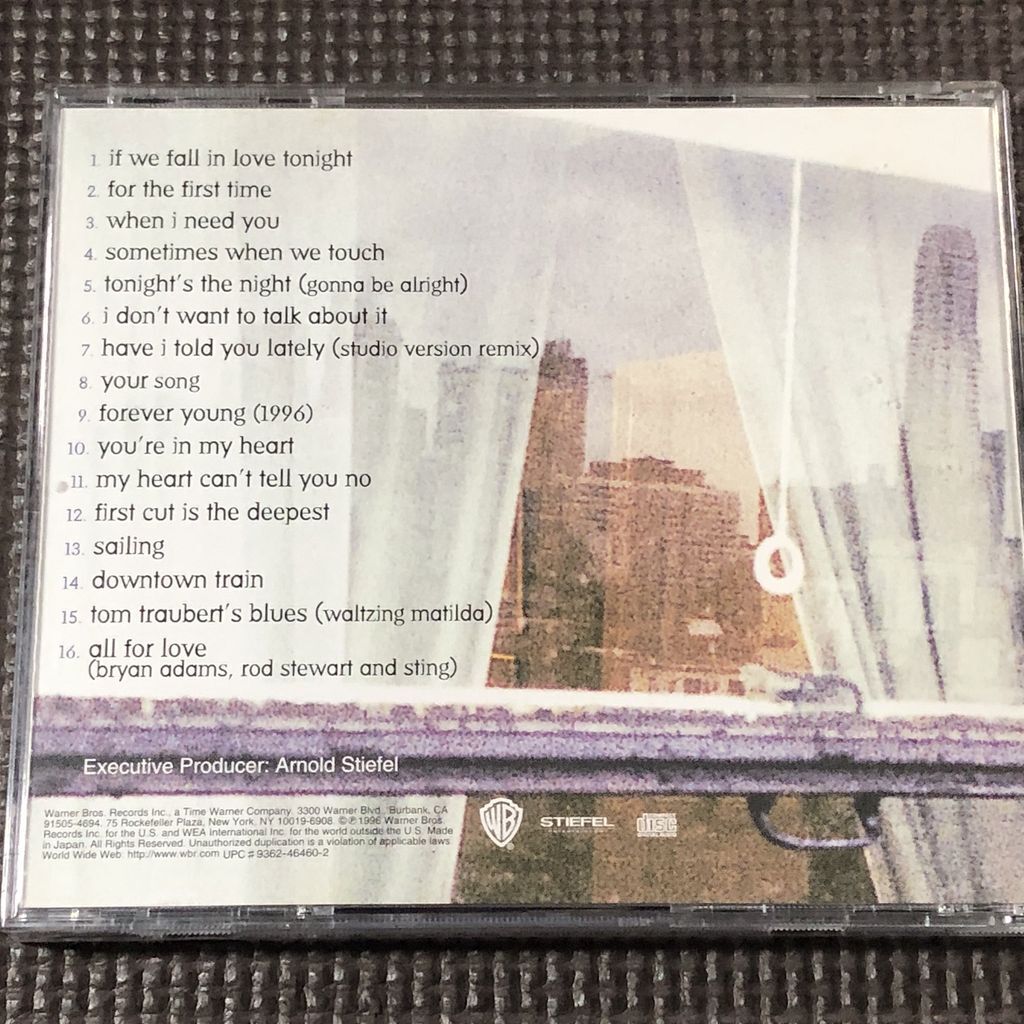 1. if we fall in love tonight
2. for the first time
3. when i need you
4. sometimes when we touch
5. tonight's the night (gonna be alright)
6. i don't want to talk about it
7. have i told you lately (studio version remix)
8. your song
9. forever young (1996)
10. you're in my heart
11. my heart can't tell you no
12. first cut is the deepest
13. sailing
14. downtown train
15. tom traubert's blues (waltzing matilda)
16. all for love
(bryan adams, rod stewart and sting)
Executive Producer: Arnold Stiefel
Warner Bros. Records Inc., a Time Warner Company. 3300 Warner Blvd., Burbank, CA
91505-4694. 75 Rockefeller Plaza, New York, NY 10019-6908. ©℗1996 Warner Bros.
Records Inc. for the U.S. and WEA International Inc. for the world outside the U.S. Made
in Japan. All Rights Reserved. Unauthorized duplication is a violation of applicable laws.
World Wide Web: http://www.wbr.com UPC # 9362-46460-2
WB
STIEFEL
disc